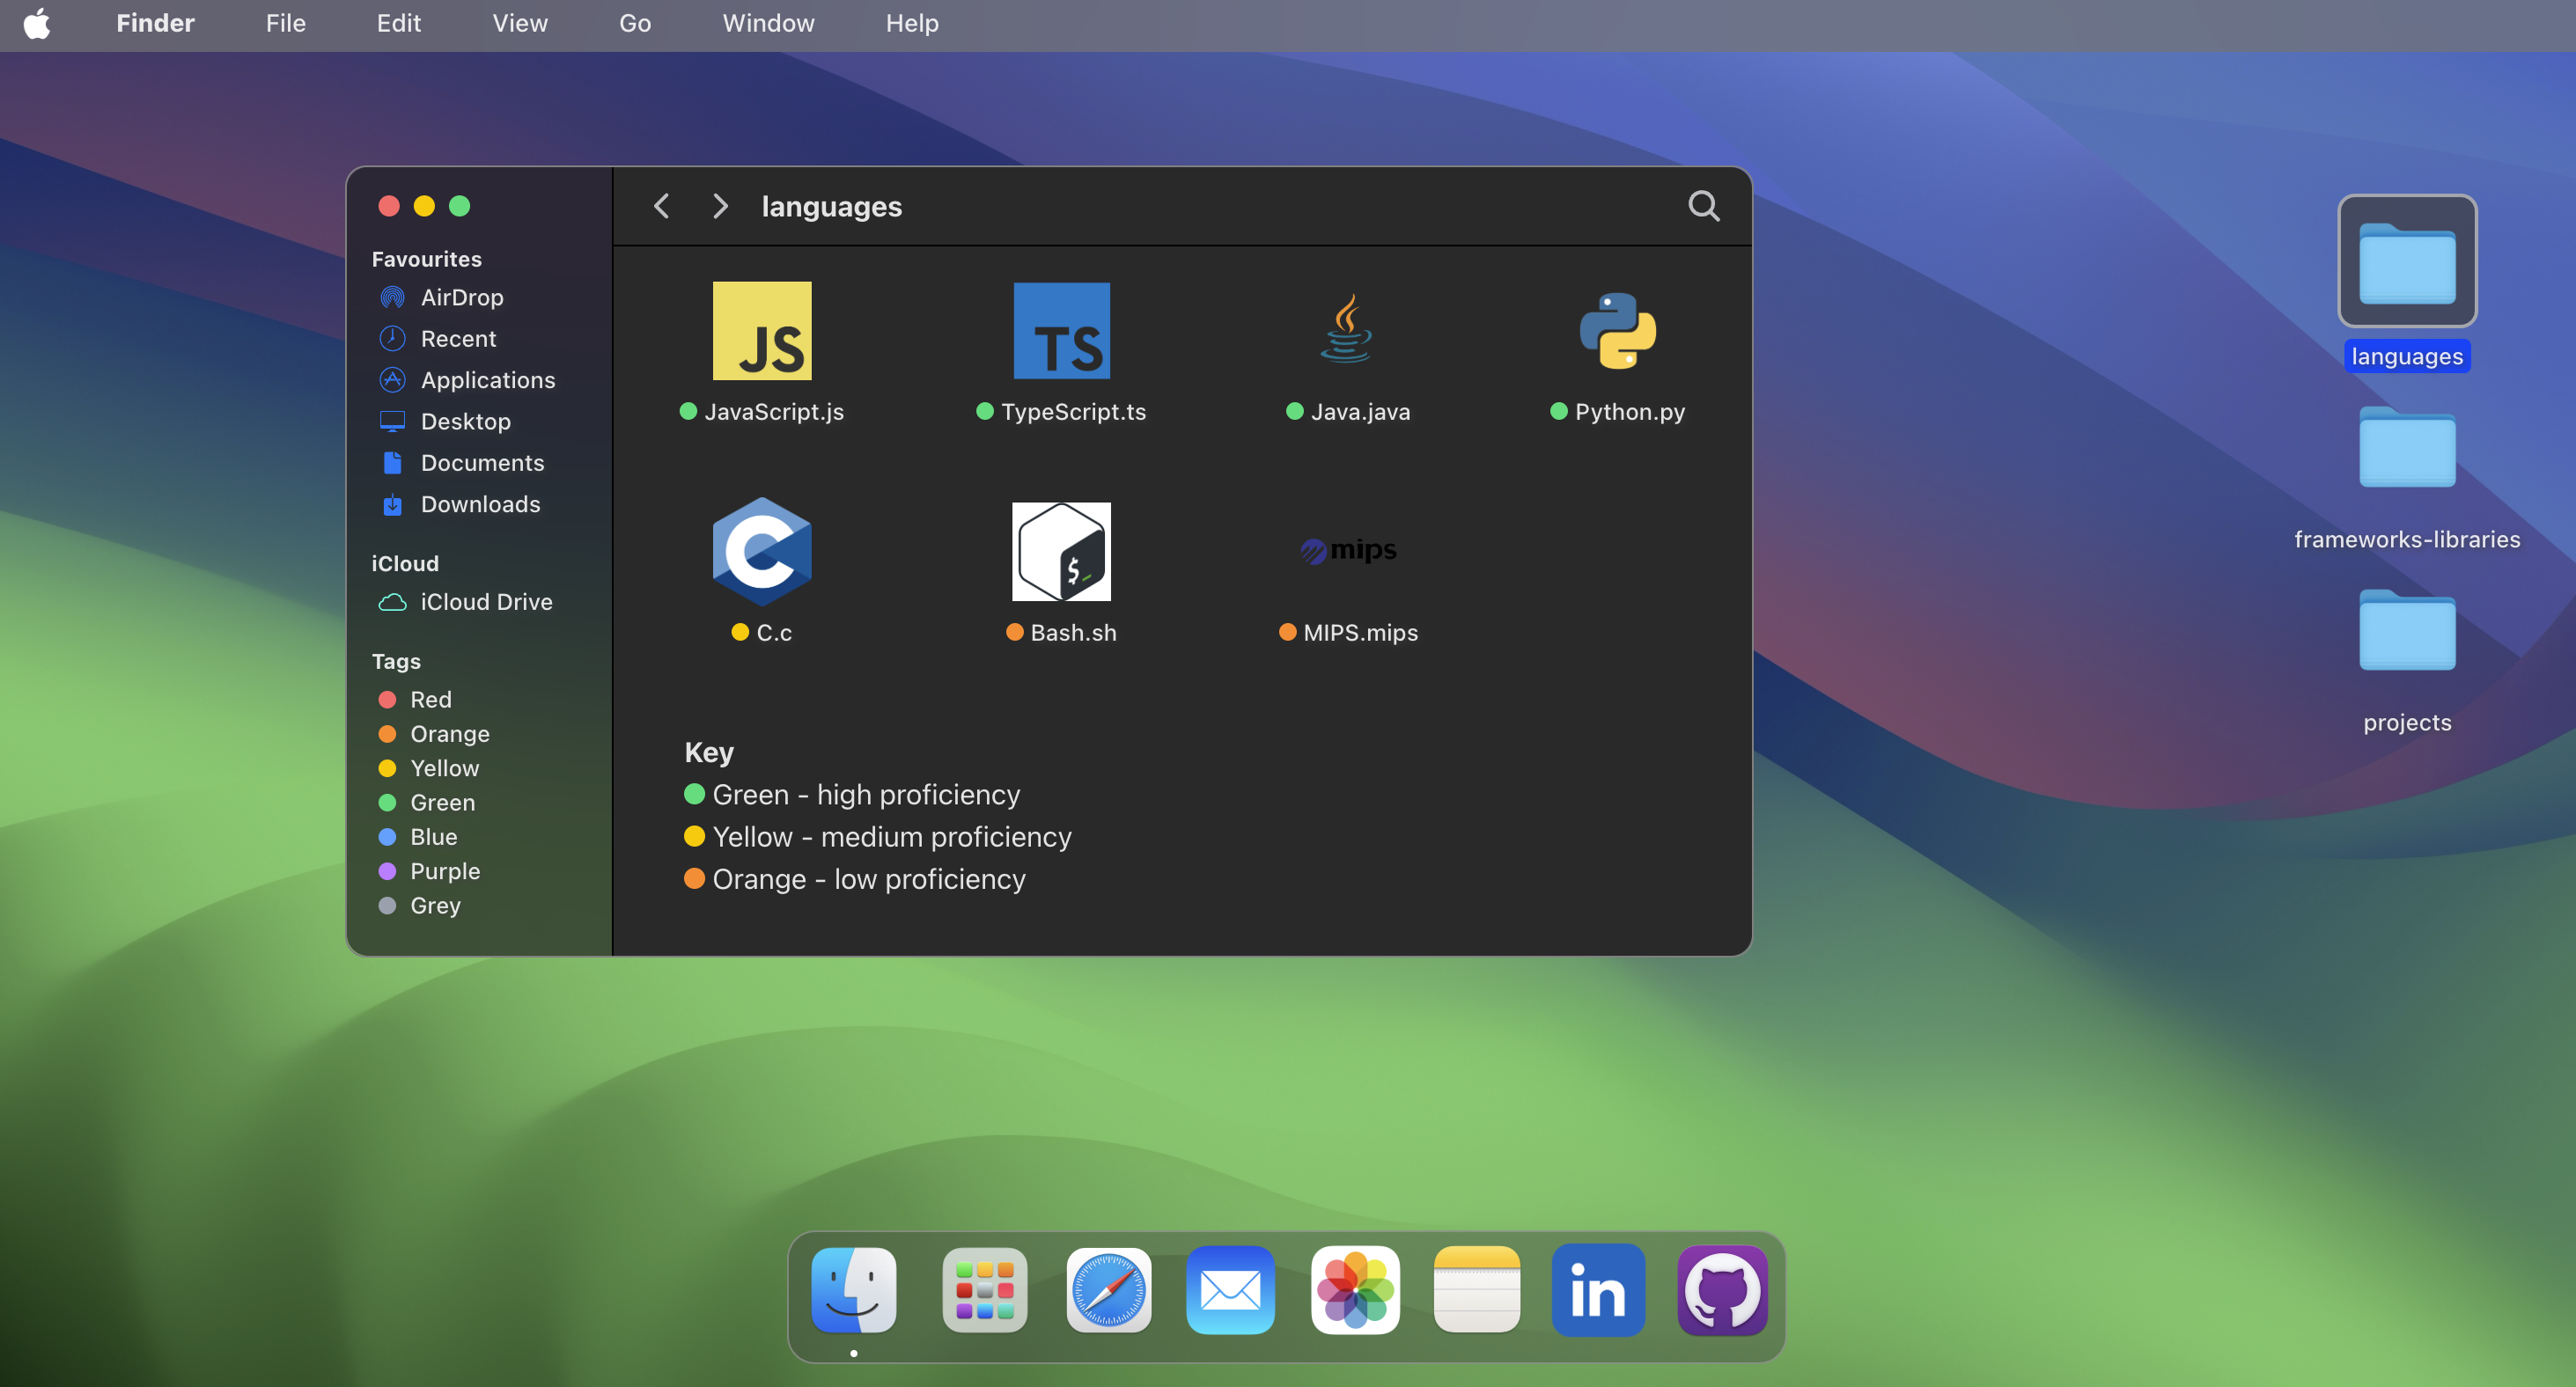 Finder File Edit View Go Window Help
languages
Favourites
AirDrop
Recent
Applications
Desktop
Documents
Downloads
iCloud
iCloud Drive
Tags
Red
Orange
Yellow
Green
Blue
Purple
Grey
JS TS
JavaScript.js TypeScript.ts Java.java Python.py
C $_ mips
C.c Bash.sh MIPS.mips
Key
Green - high proficiency
Yellow - medium proficiency
Orange - low proficiency
languages
frameworks-libraries
projects
in